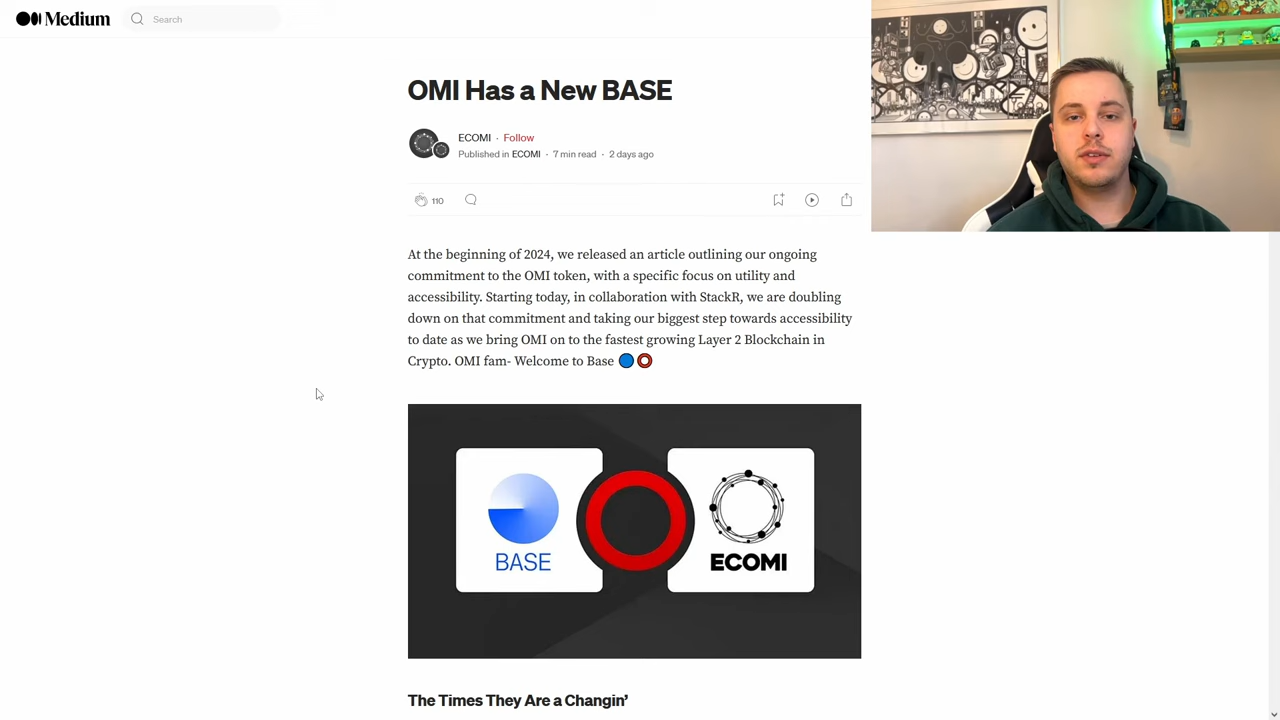 Medium
Search
OMI Has a New BASE
ECOMI · Follow
Published in ECOMI · 7 min read · 2 days ago
110
At the beginning of 2024, we released an article outlining our ongoing
commitment to the OMI token, with a specific focus on utility and
accessibility. Starting today, in collaboration with StackR, we are doubling
down on that commitment and taking our biggest step towards accessibility
to date as we bring OMI on to the fastest growing Layer 2 Blockchain in
Crypto. OMI fam- Welcome to Base 🔵⭕
BASE
ECOMI
The Times They Are a Changin’